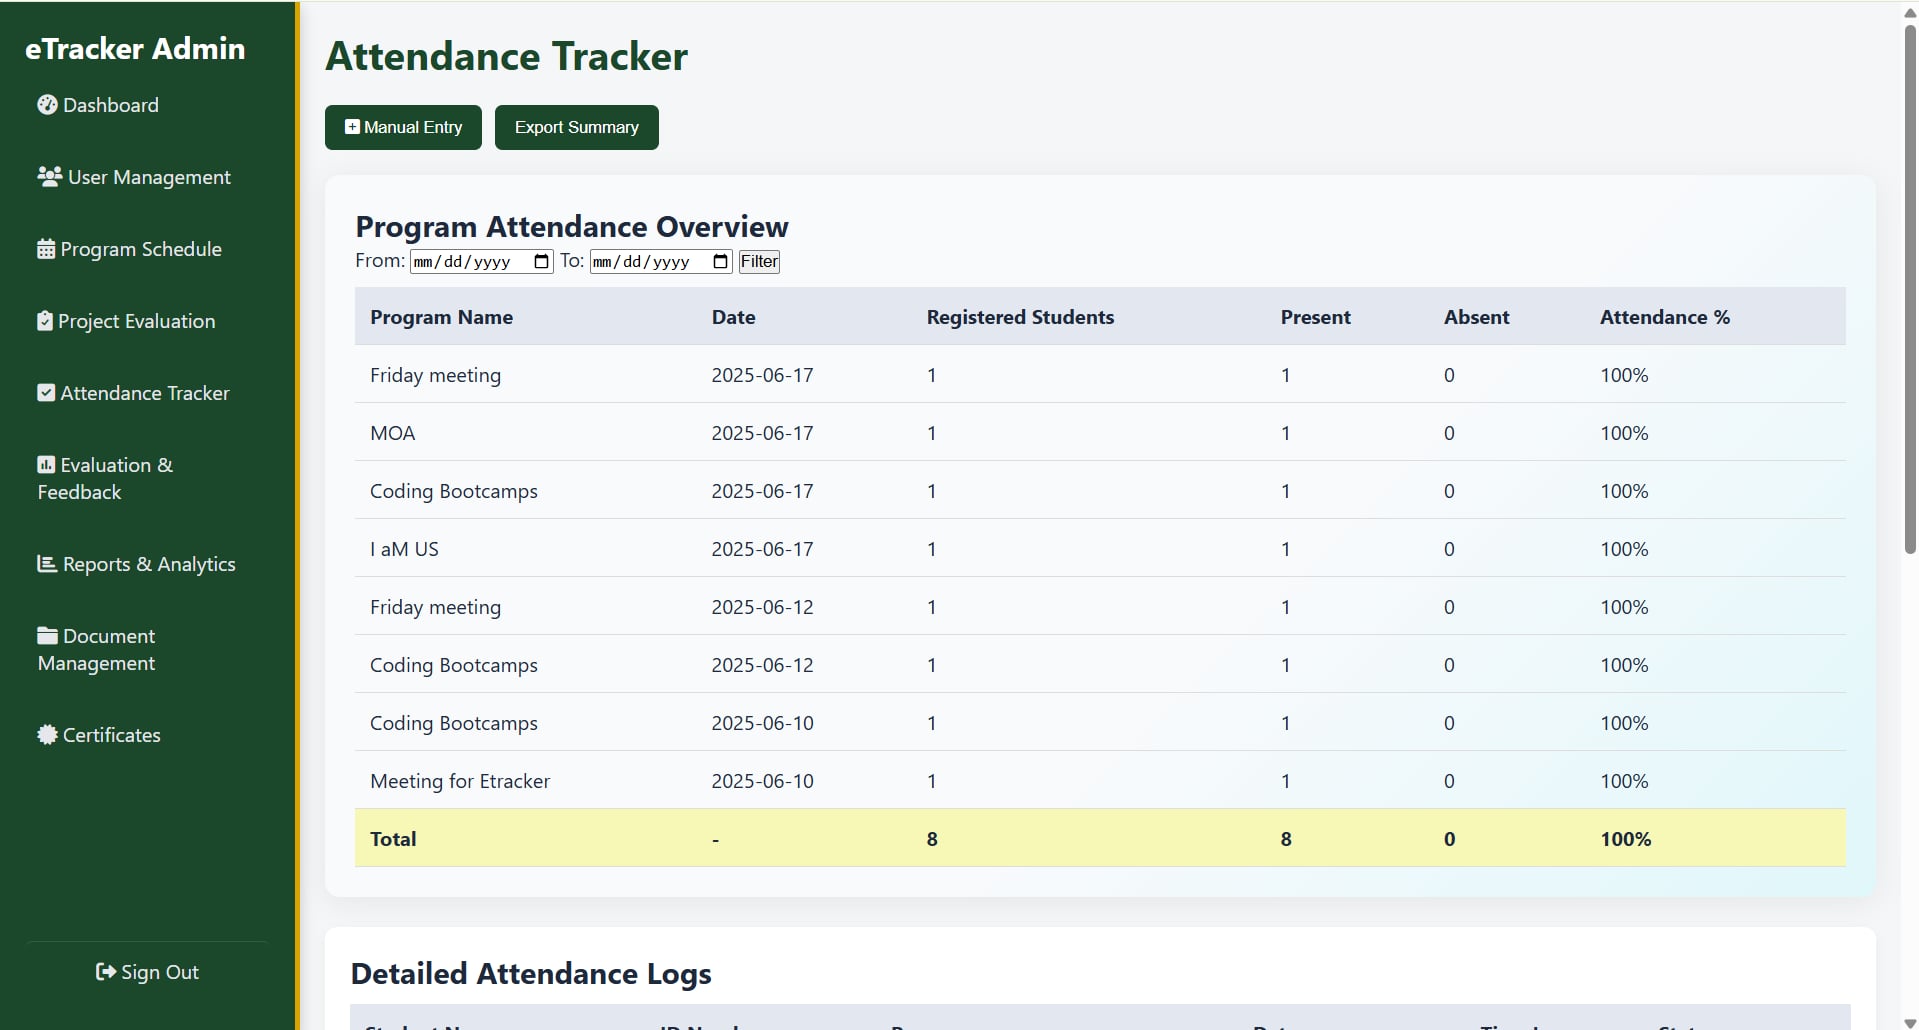 eTracker Admin
Dashboard
User Management
Program Schedule
Project Evaluation
Attendance Tracker
Evaluation &
Feedback
Reports & Analytics
Document
Management
Certificates
Sign Out
Attendance Tracker
Manual Entry Export Summary
Program Attendance Overview
From: mm/dd/yyyy To: mm/dd/yyyy Filter
Program Name Date Registered Students Present Absent Attendance %
Friday meeting 2025-06-17 1 1 0 100%
MOA 2025-06-17 1 1 0 100%
Coding Bootcamps 2025-06-17 1 1 0 100%
I aM US 2025-06-17 1 1 0 100%
Friday meeting 2025-06-12 1 1 0 100%
Coding Bootcamps 2025-06-12 1 1 0 100%
Coding Bootcamps 2025-06-10 1 1 0 100%
Meeting for Etracker 2025-06-10 1 1 0 100%
Total - 8 8 0 100%
Detailed Attendance Logs